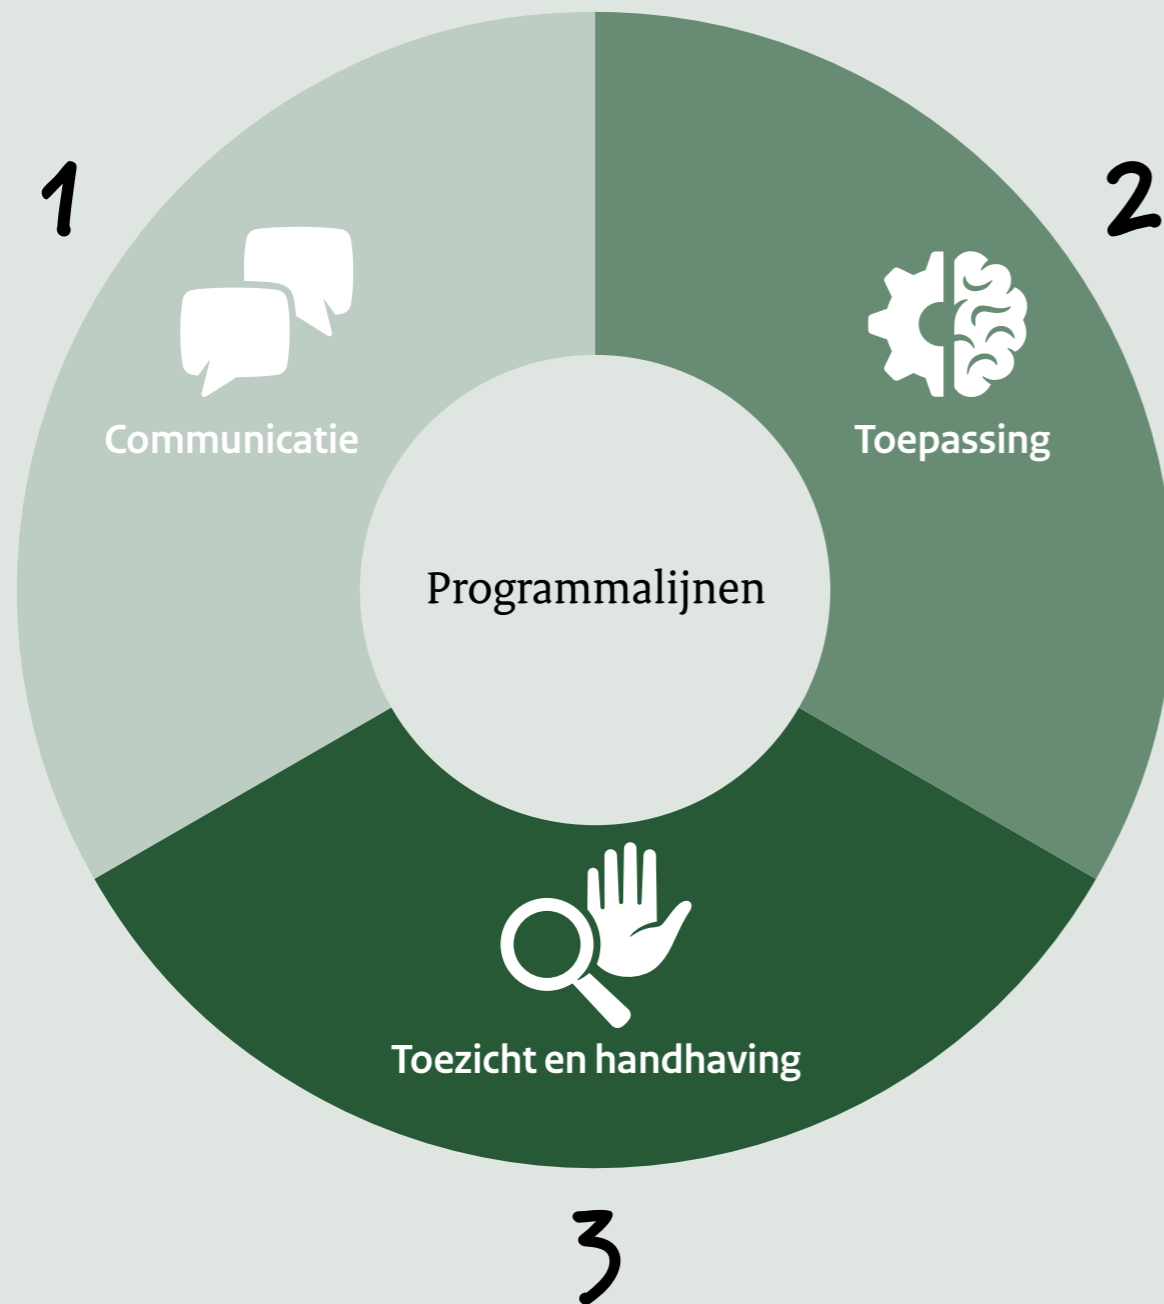 1
2
Communicatie
Toepassing
Programmalijnen
Toezicht en handhaving
3